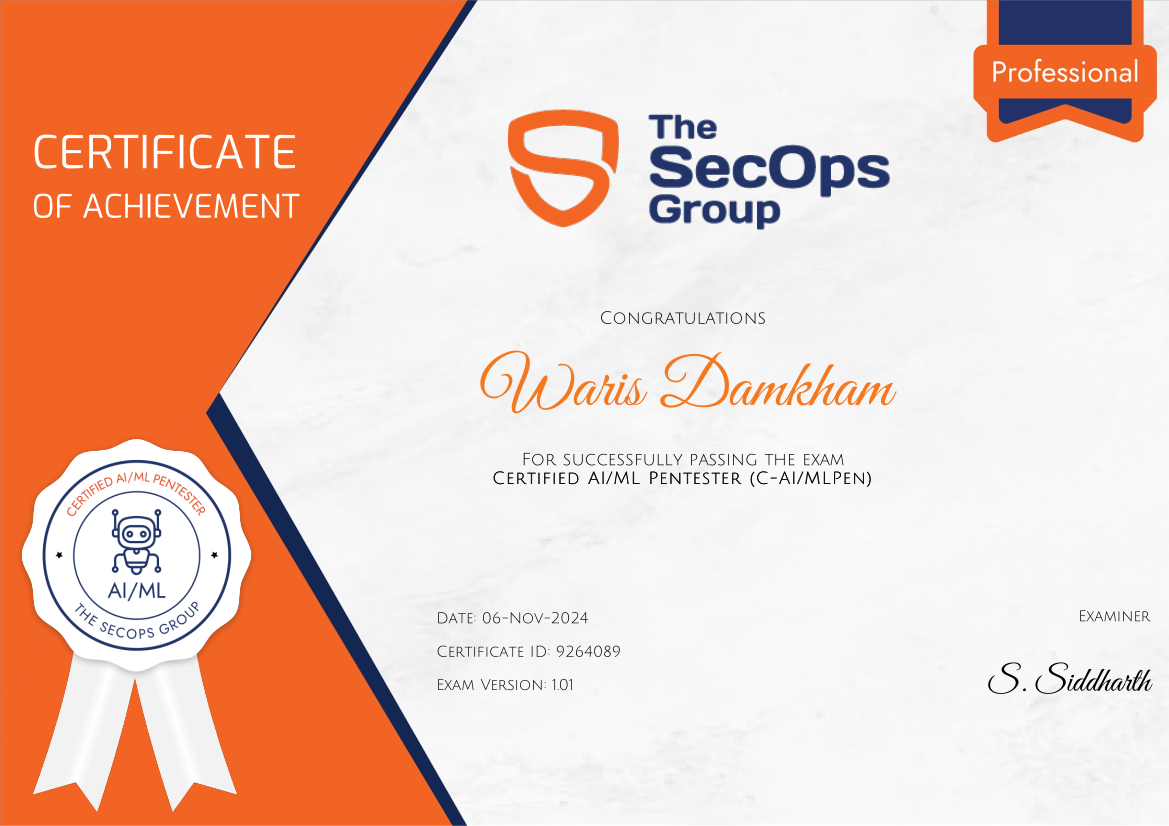 Professional
CERTIFICATE
OF ACHIEVEMENT
The
SecOps
Group
Congratulations
Waris Damkham
For successfully passing the exam
Certified AI/ML Pentester (C-AI/MLPen)
CERTIFIED AI/ML PENTESTER
AI/ML
THE SECOPS GROUP
Date: 06-Nov-2024
Certificate ID: 9264089
Exam Version: 1.01
Examiner
S. Siddharth